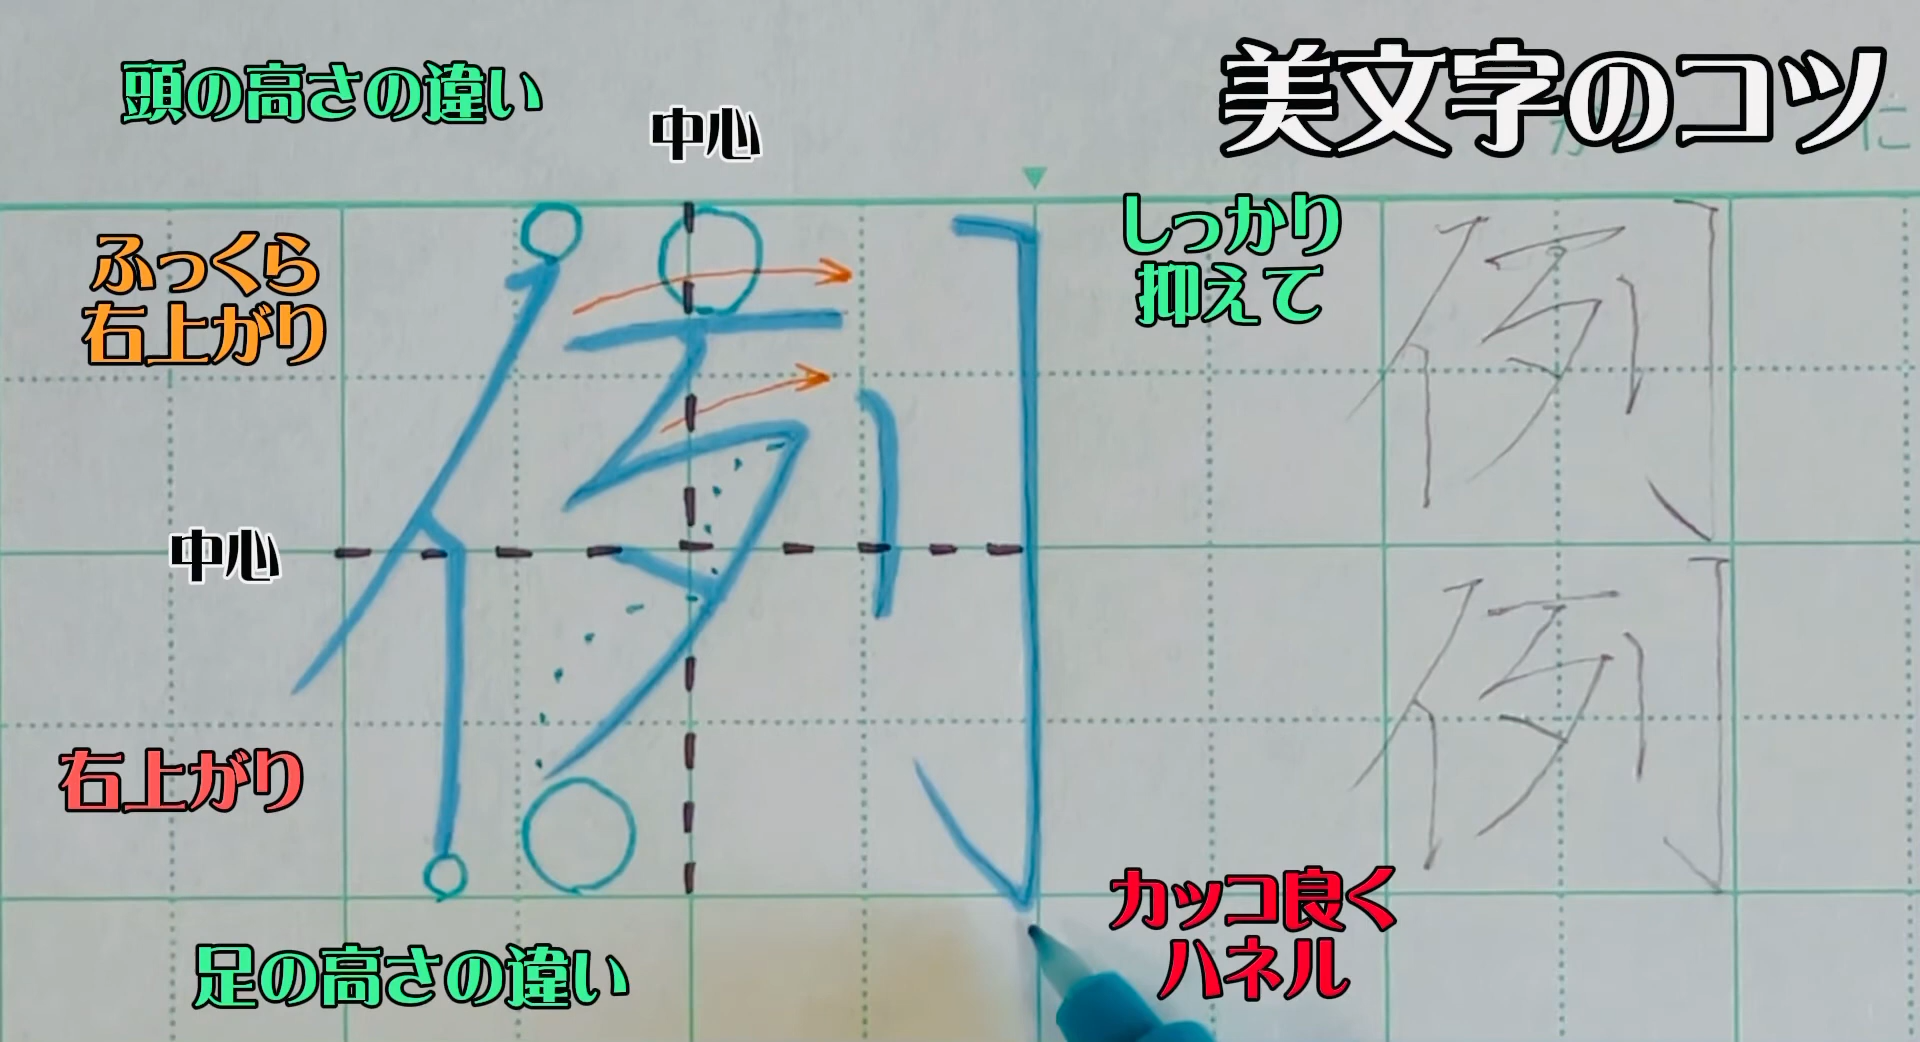 美文字のコツ
頭の高さの違い
中心
ふっくら
右上がり
しっかり
抑えて
例
例
例
中心
右上がり
カッコ良く
ハネル
足の高さの違い
に